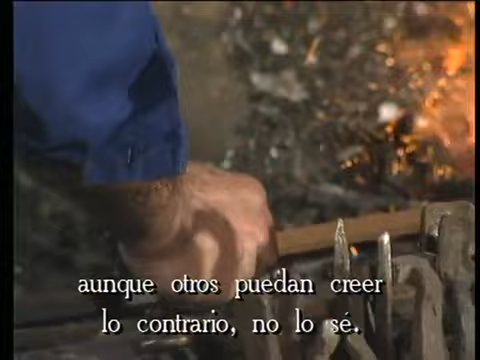 aunque otros puedan creer
lo contrario, no lo sé.